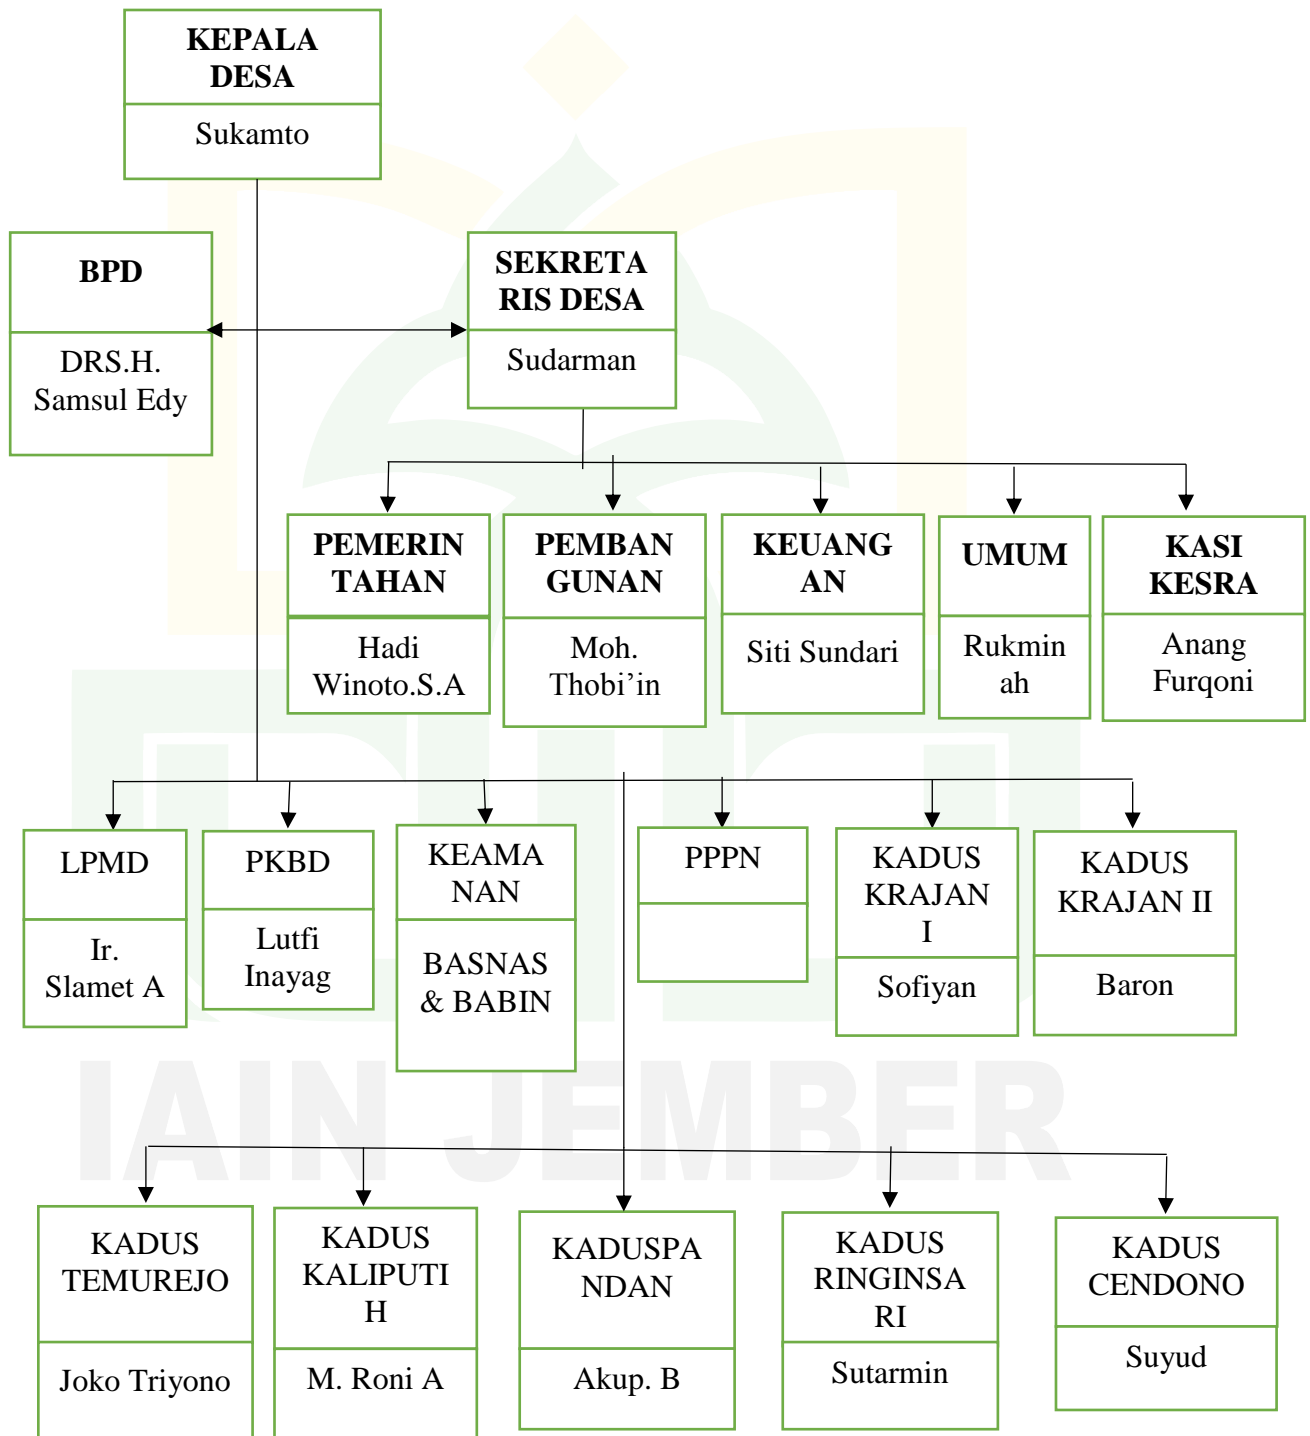 KEPALA
DESA
Sukamto
BPD
DRS.H.
Samsul Edy
SEKRETA
RIS DESA
Sudarman
PEMERIN
TAHAN
Hadi
Winoto.S.A
PEMBAN
GUNAN
Moh.
Thobi’in
KEUANG
AN
Siti Sundari
UMUM
Rukmin
ah
KASI
KESRA
Anang
Furqoni
LPMD
Ir.
Slamet A
PKBD
Lutfi
Inayag
KEAMA
NAN
BASNAS
& BABIN
PPPN
KADUS
KRAJAN
I
Sofiyan
KADUS
KRAJAN II
Baron
IAIN JEMBER
KADUS
TEMUREJO
Joko Triyono
KADUS
KALIPUTI
H
M. Roni A
KADUSPA
NDAN
Akup. B
KADUS
RINGINSA
RI
Sutarmin
KADUS
CENDONO
Suyud